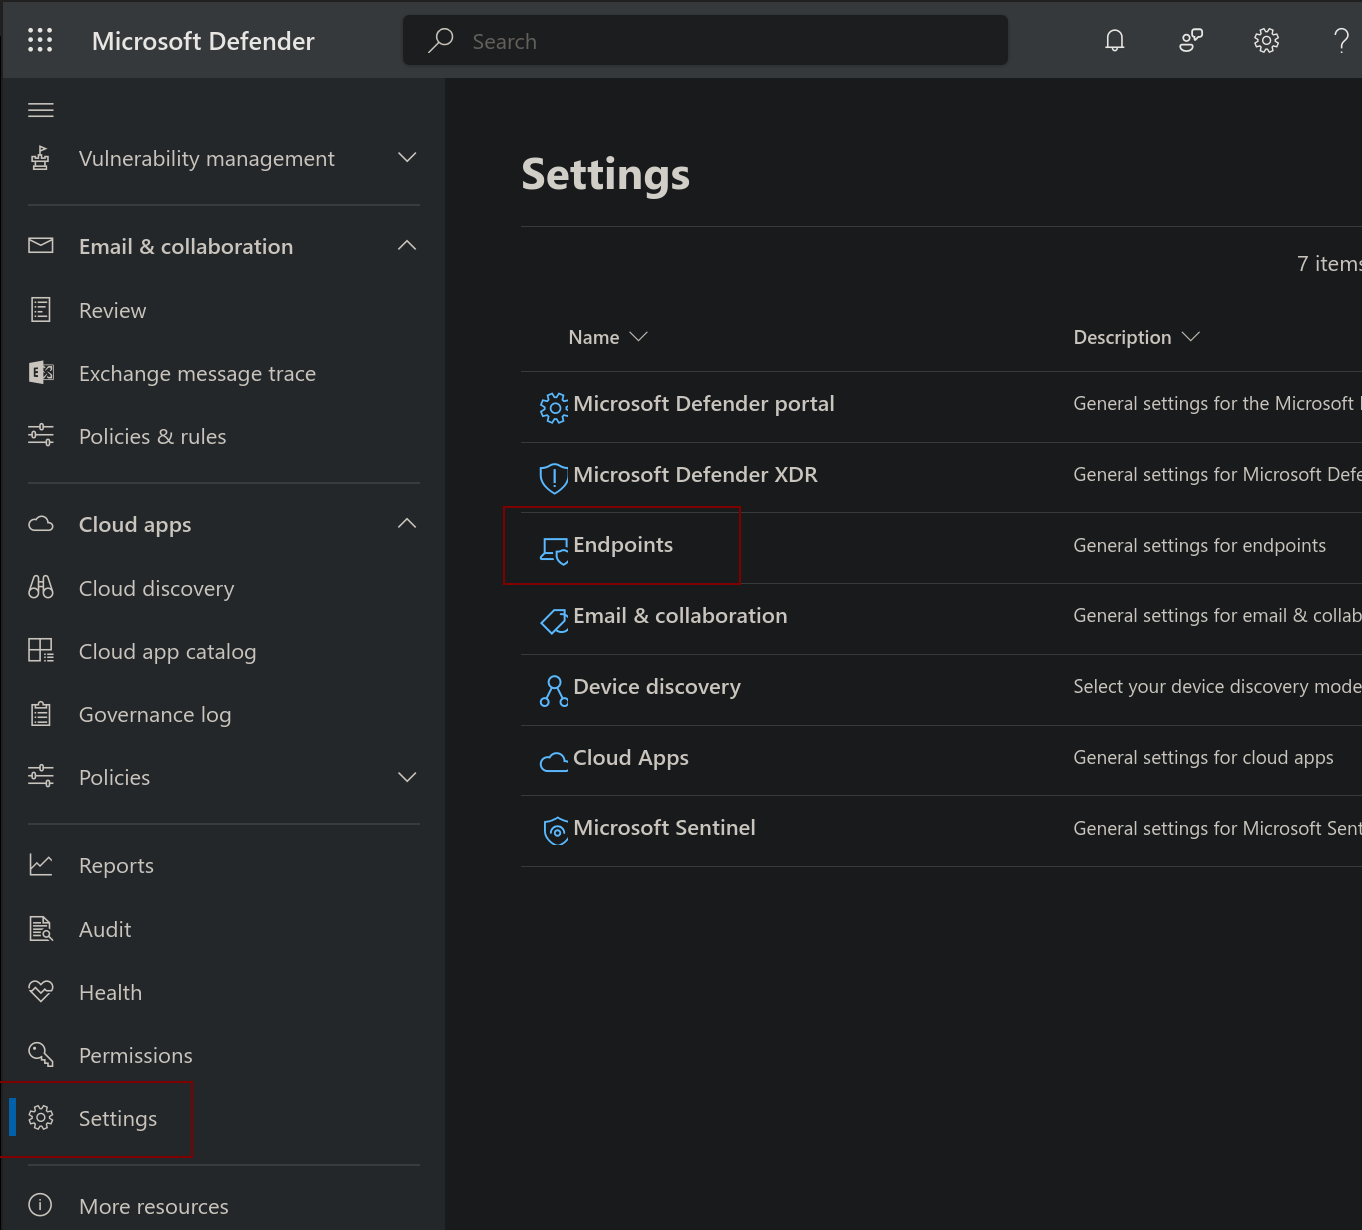 Microsoft Defender
Search
?
Vulnerability management
Email & collaboration
Review
Exchange message trace
Policies & rules
Cloud apps
Cloud discovery
Cloud app catalog
Governance log
Policies
Reports
Audit
Health
Permissions
Settings
More resources
Settings
7 items
Name
Description
Microsoft Defender portal
General settings for the Microsoft
Microsoft Defender XDR
General settings for Microsoft Defe
Endpoints
General settings for endpoints
Email & collaboration
General settings for email & collab
Device discovery
Select your device discovery mode
Cloud Apps
General settings for cloud apps
Microsoft Sentinel
General settings for Microsoft Sent